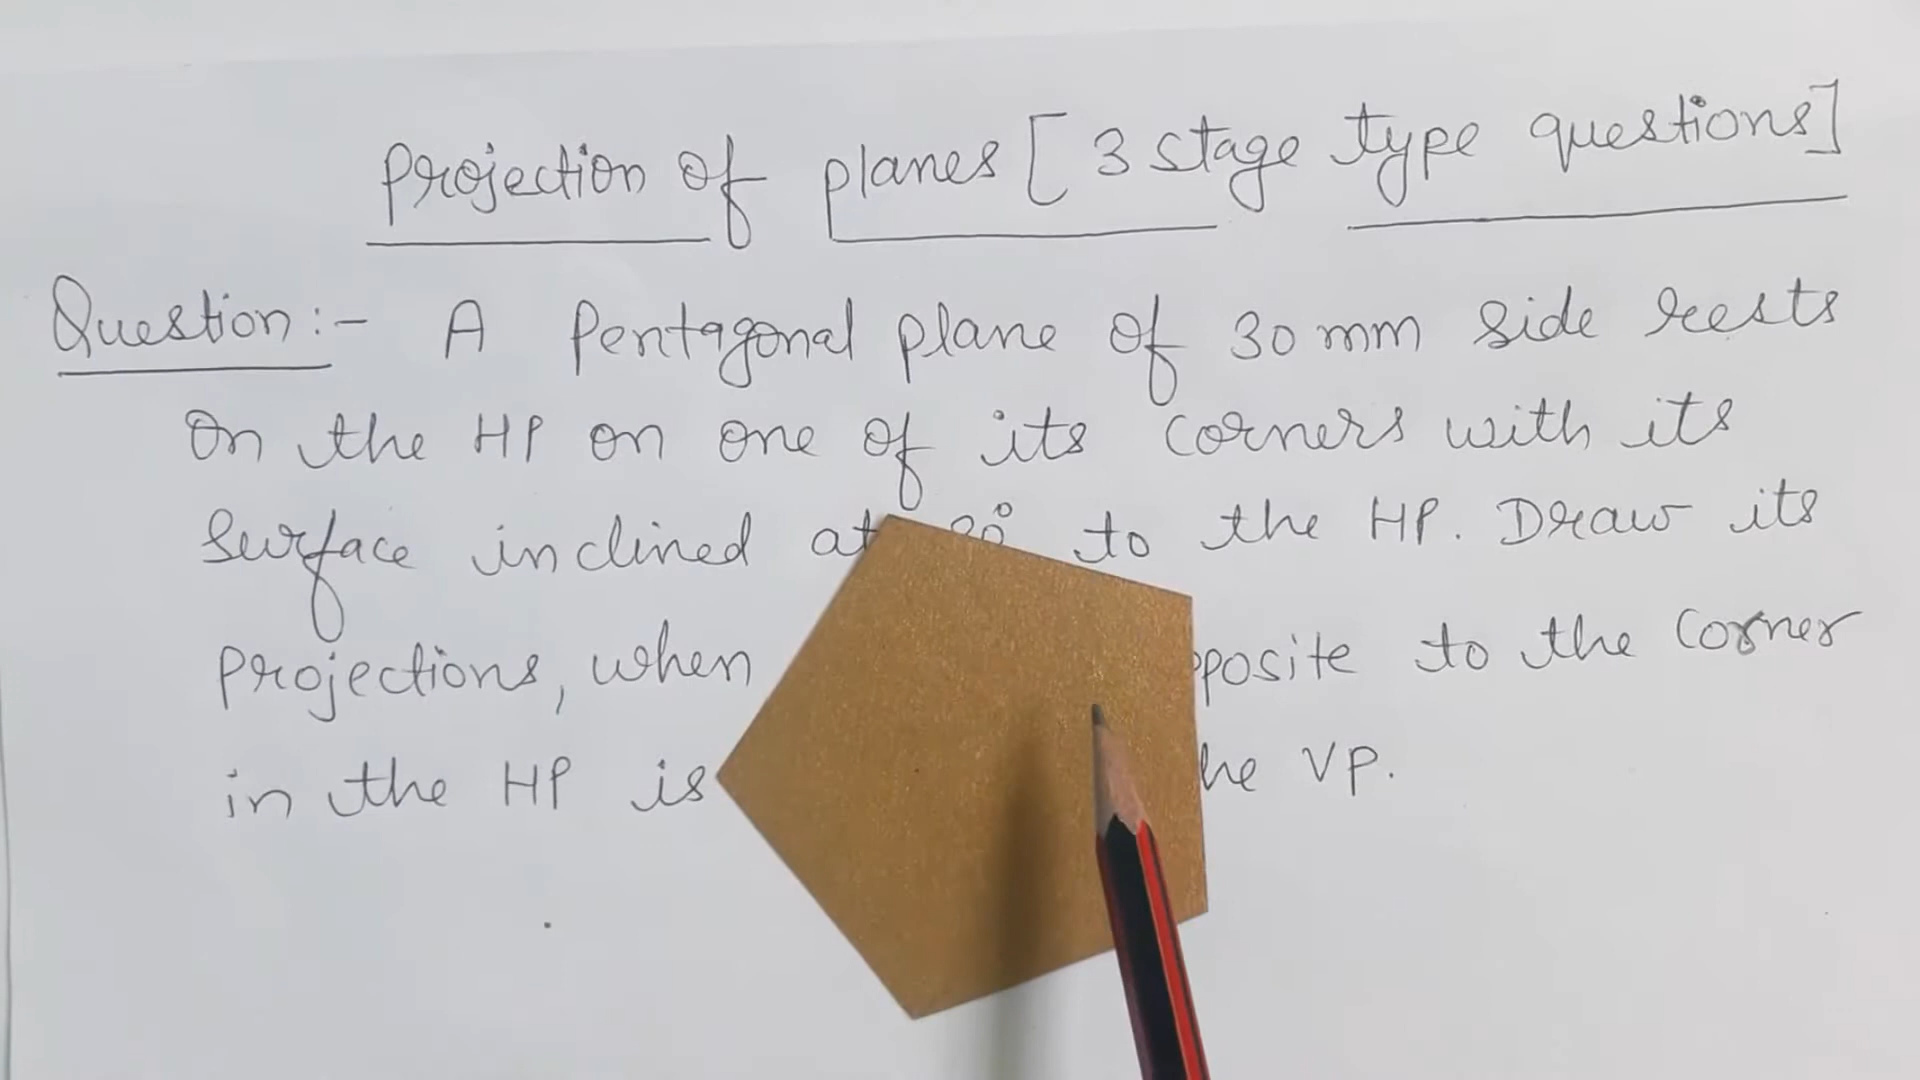 Projection of planes [3 stage type questions]
Question:- A Pentagonal plane of 30 mm side rests
on the HP on one of its corners with its
Surface inclined at to the HP. Draw its
projections, when to the corner
in the HP is VP.